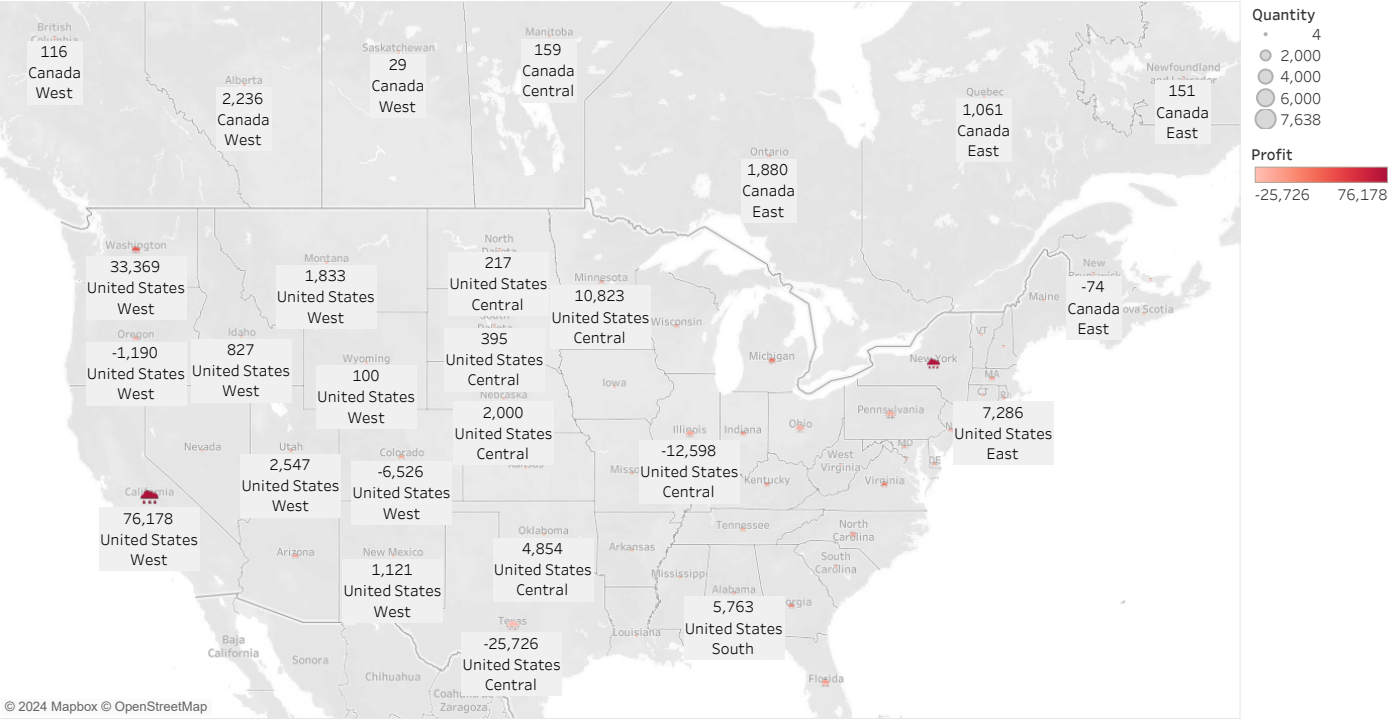 British
116
Canada
West
Alberta
2,236
Canada
West
Saskatchewan
29
Canada
West
Manitoba
159
Canada
Central
Ontario
1,880
Canada
East
Quebec
1,061
Canada
East
Newfoundland
151
Canada
East
New
-74
Canada
East
Maine
ova Scotia
Washington
33,369
United States
West
Montana
1,833
United States
West
North
217
United States
Central
Minnesota
10,823
United States
Central
Wisconsin
Michigan
New York
VT
MA
CT
Oregon
-1,190
United States
West
Idaho
827
United States
West
Wyoming
100
United States
West
395
United States
Central
Iowa
Nebraska
2,000
United States
Central
Illinois
-12,598
United States
Central
Indiana
Ohio
Pennsylvania
7,286
United States
East
MD
DE
West
Virginia
Virginia
Kentucky
Nevada
Utah
2,547
United States
West
Colorado
-6,526
United States
West
Misso
California
76,178
United States
West
Arizona
New Mexico
1,121
United States
West
Oklahoma
4,854
United States
Central
Arkansas
Tennessee
North
Carolina
South
Carolina
Mississippi
Alabama
5,763
United States
South
orgia
Texas
-25,726
United States
Central
Louisiana
Florida
Baja
California
Sonora
Chihuahua
Coahuila de
Zaragoza
© 2024 Mapbox © OpenStreetMap
Quantity
4
2,000
4,000
6,000
7,638
Profit
-25,726 76,178